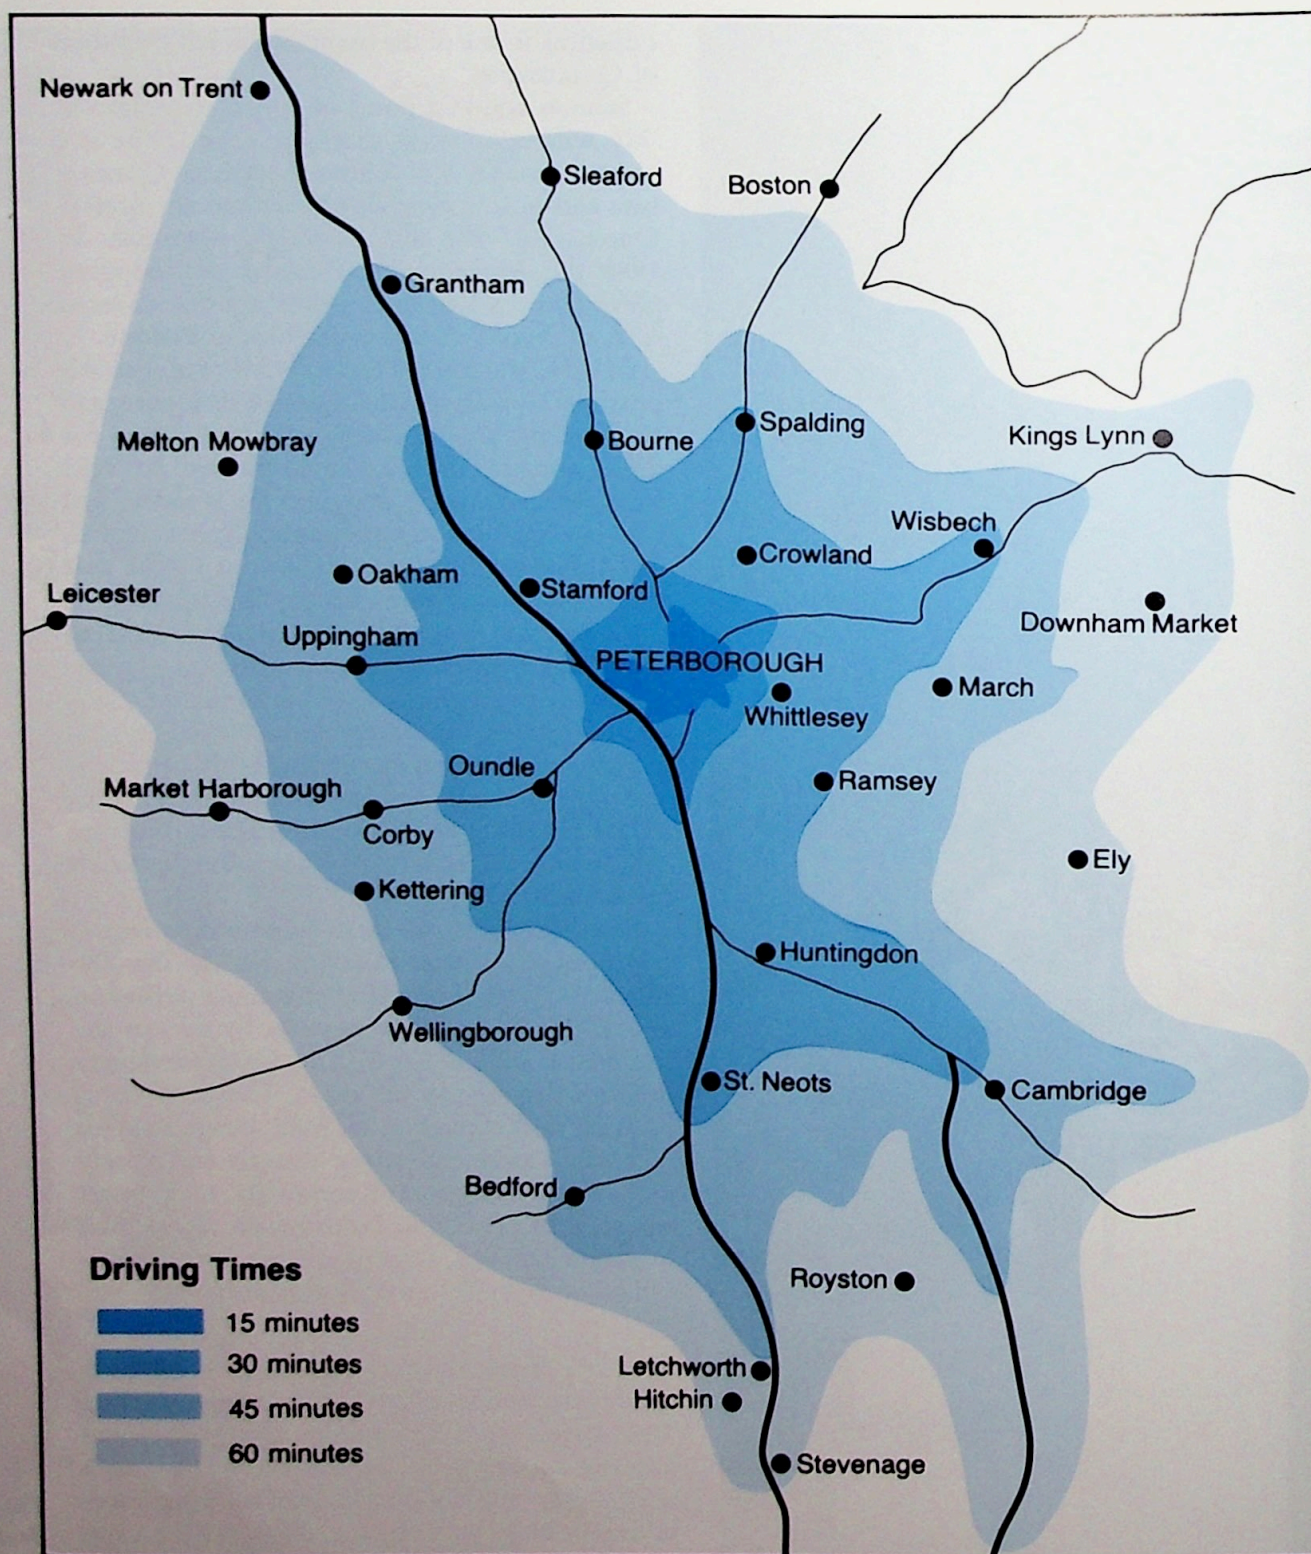 Newark on Trent
Sleaford
Boston
Grantham
Melton Mowbray
Bourne
Spalding
Kings Lynn
Wisbech
Crowland
Oakham
Stamford
Leicester
Downham Market
Uppingham
PETERBOROUGH
March
Whittlesey
Oundle
Market Harborough
Ramsey
Corby
Ely
Kettering
Huntingdon
Wellingborough
St. Neots
Cambridge
Bedford
Driving Times
15 minutes
30 minutes
45 minutes
60 minutes
Royston
Letchworth
Hitchin
Stevenage